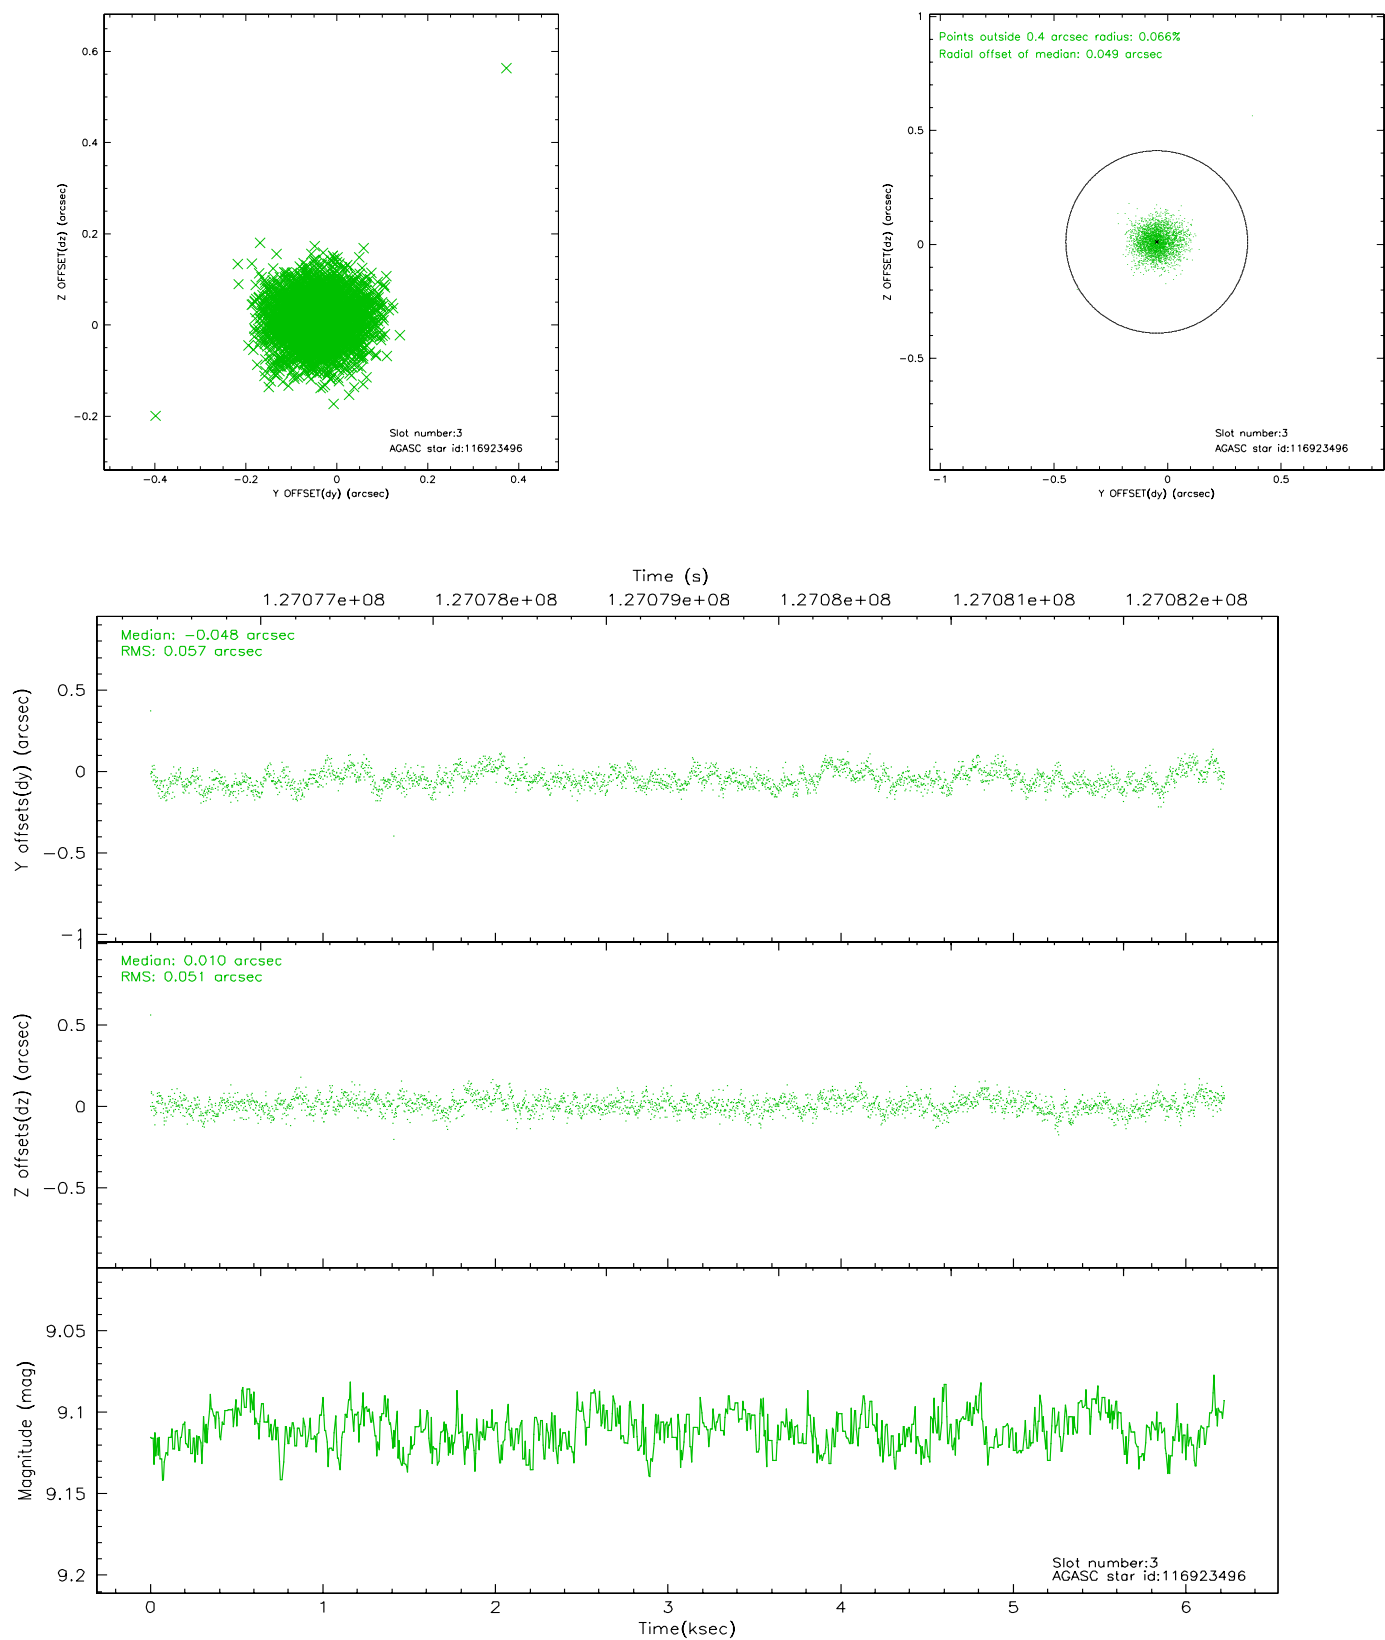 0.6
0.4
0.2
0
−0.2
Z OFFSET(dz) (arcsec)
Slot number:3
AGASC star id:116923496
−0.4 −0.2 0 0.2 0.4
Y OFFSET(dy) (arcsec)
Points outside 0.4 arcsec radius: 0.066%
Radial offset of median: 0.049 arcsec
1
0.5
0
−0.5
Z OFFSET(dz) (arcsec)
Slot number:3
AGASC star id:116923496
−1 −0.5 0 0.5
Y OFFSET(dy) (arcsec)
Time (s)
1.27077e+08 1.27078e+08 1.27079e+08 1.2708e+08 1.27081e+08 1.27082e+08
Median: −0.048 arcsec
RMS: 0.057 arcsec
0.5
0
−0.5
−1
Y offsets(dy) (arcsec)
Median: 0.010 arcsec
RMS: 0.051 arcsec
1
0.5
0
−0.5
Z offsets(dz) (arcsec)
9.05
9.1
9.15
9.2
Magnitude (mag)
Slot number:3
AGASC star id:116923496
0 1 2 3 4 5 6
Time(ksec)